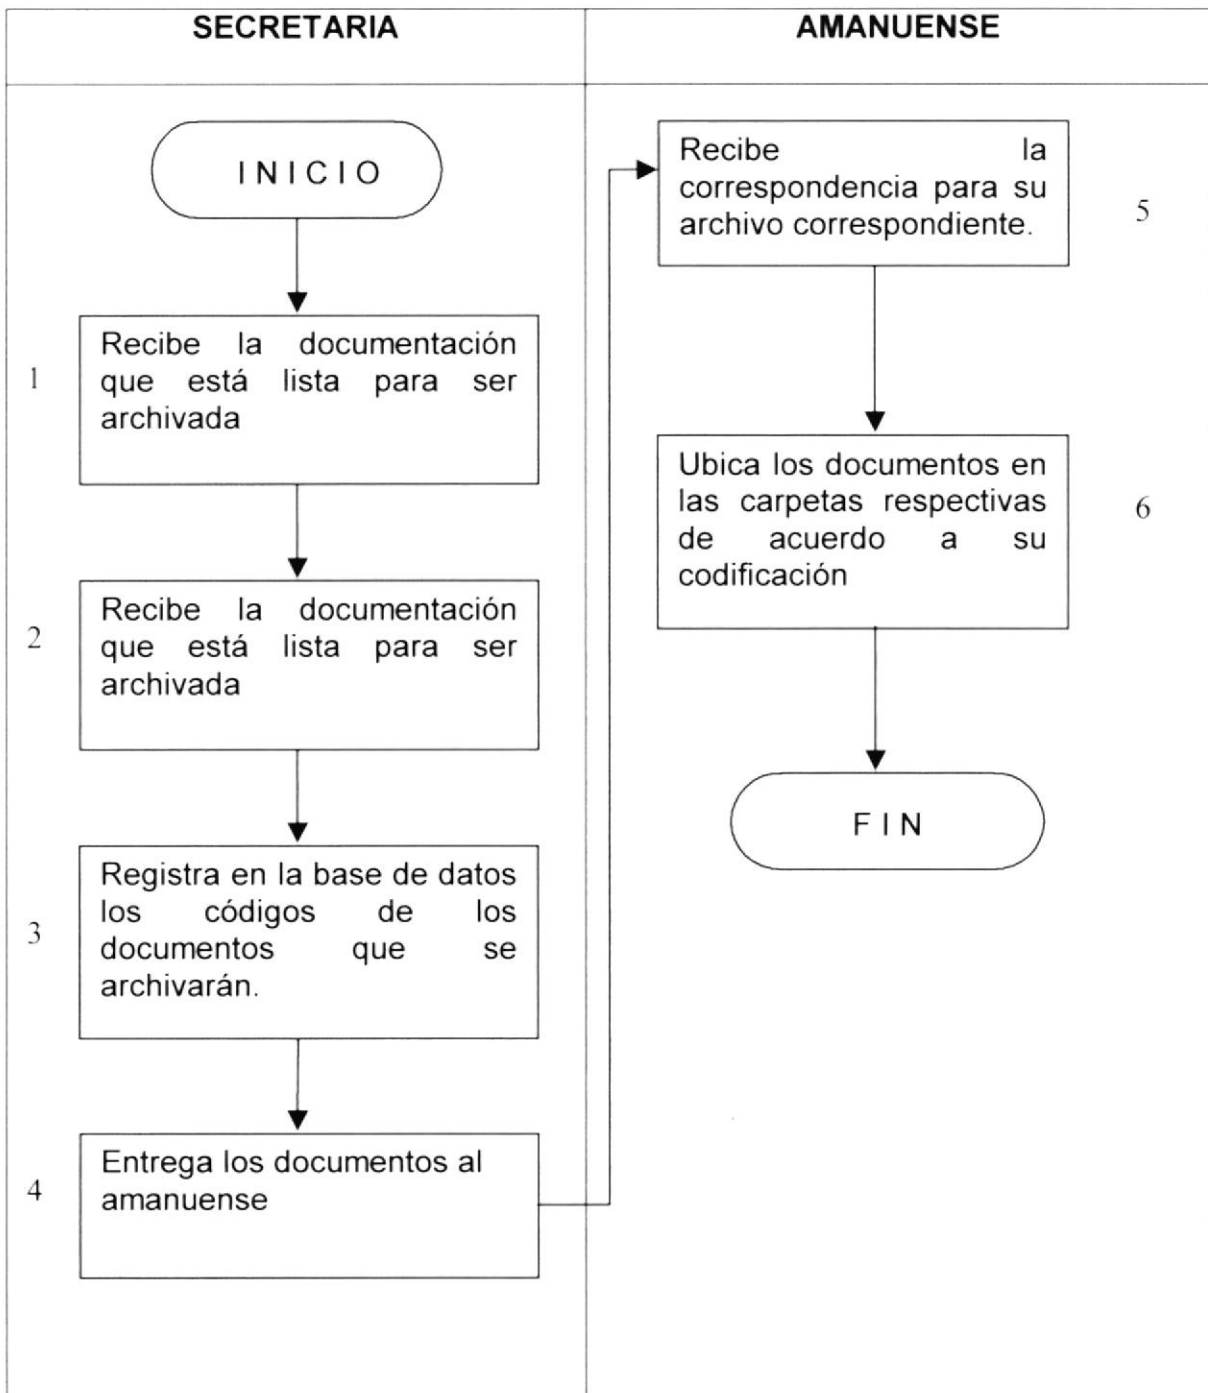 SECRETARIA
AMANUENSE
INICIO
1
Recibe la documentación
que está lista para ser
archivada
2
Recibe la documentación
que está lista para ser
archivada
3
Registra en la base de datos
los códigos de los
documentos que se
archivarán.
4
Entrega los documentos al
amanuense
Recibe la
correspondencia para su
archivo correspondiente.
5
Ubica los documentos en
las carpetas respectivas
de acuerdo a su
codificación
6
FIN